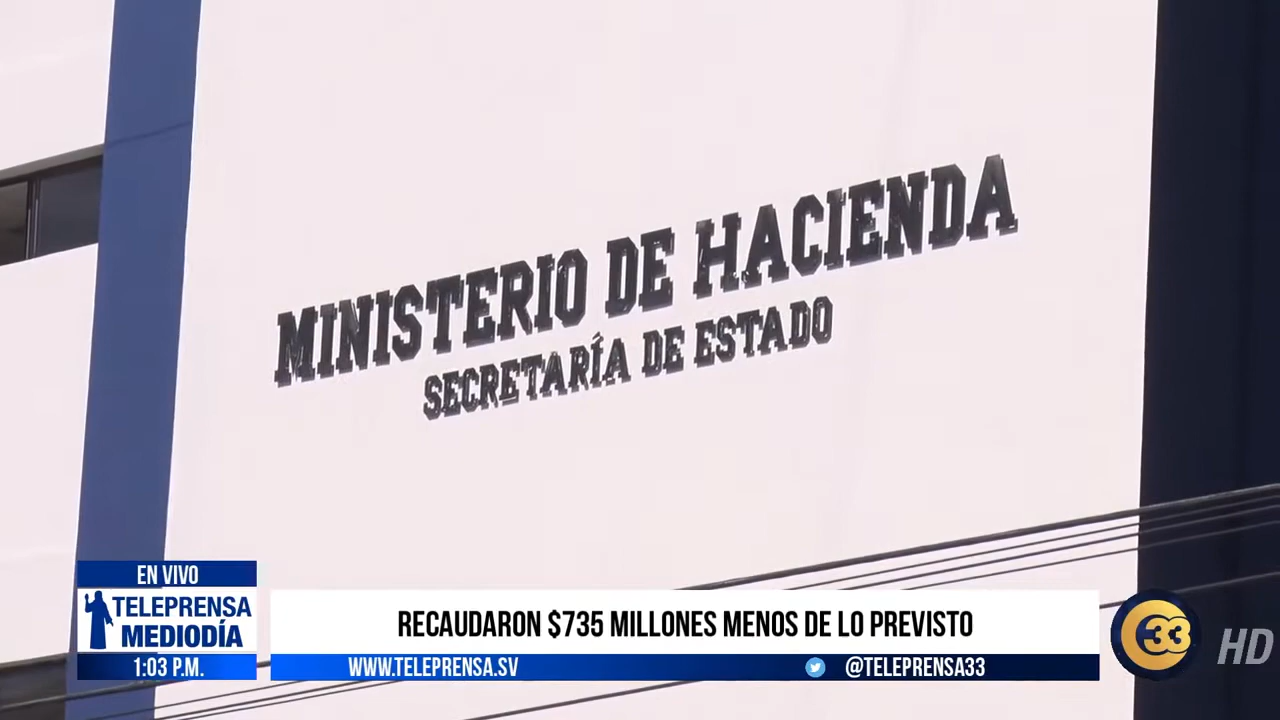 MINISTERIO DE HACIENDA
SECRETARÍA DE ESTADO
EN VIVO
TELEPRENSA
MEDIODÍA
1:03 P.M.
RECAUDARON $735 MILLONES MENOS DE LO PREVISTO
WWW.TELEPRENSA.SV
@TELEPRENSA33
33
HD